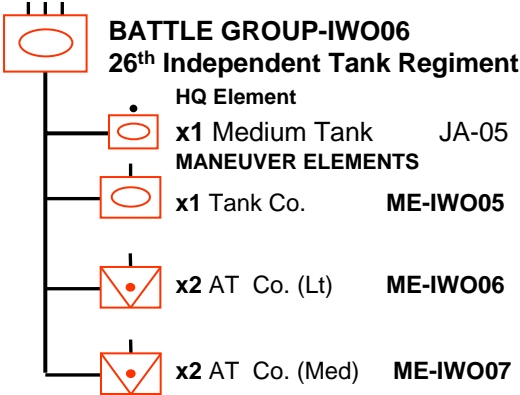 BATTLE GROUP-IWO06
26th Independent Tank Regiment
HQ Element
x1 Medium Tank JA-05
MANEUVER ELEMENTS
x1 Tank Co. ME-IWO05
x2 AT Co. (Lt) ME-IWO06
x2 AT Co. (Med) ME-IWO07